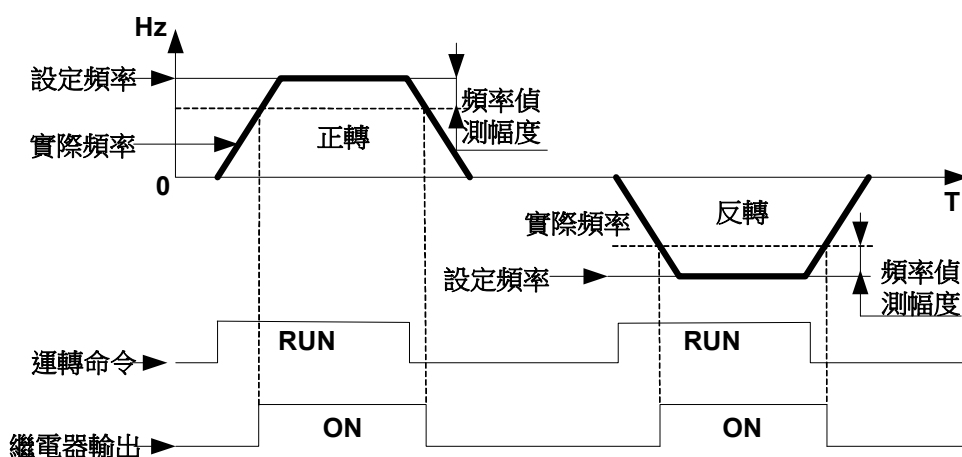 Hz
設定頻率
頻率偵
測幅度
實際頻率
正轉
0
T
實際頻率
反轉
設定頻率
頻率偵
測幅度
運轉命令
RUN
RUN
繼電器輸出
ON
ON